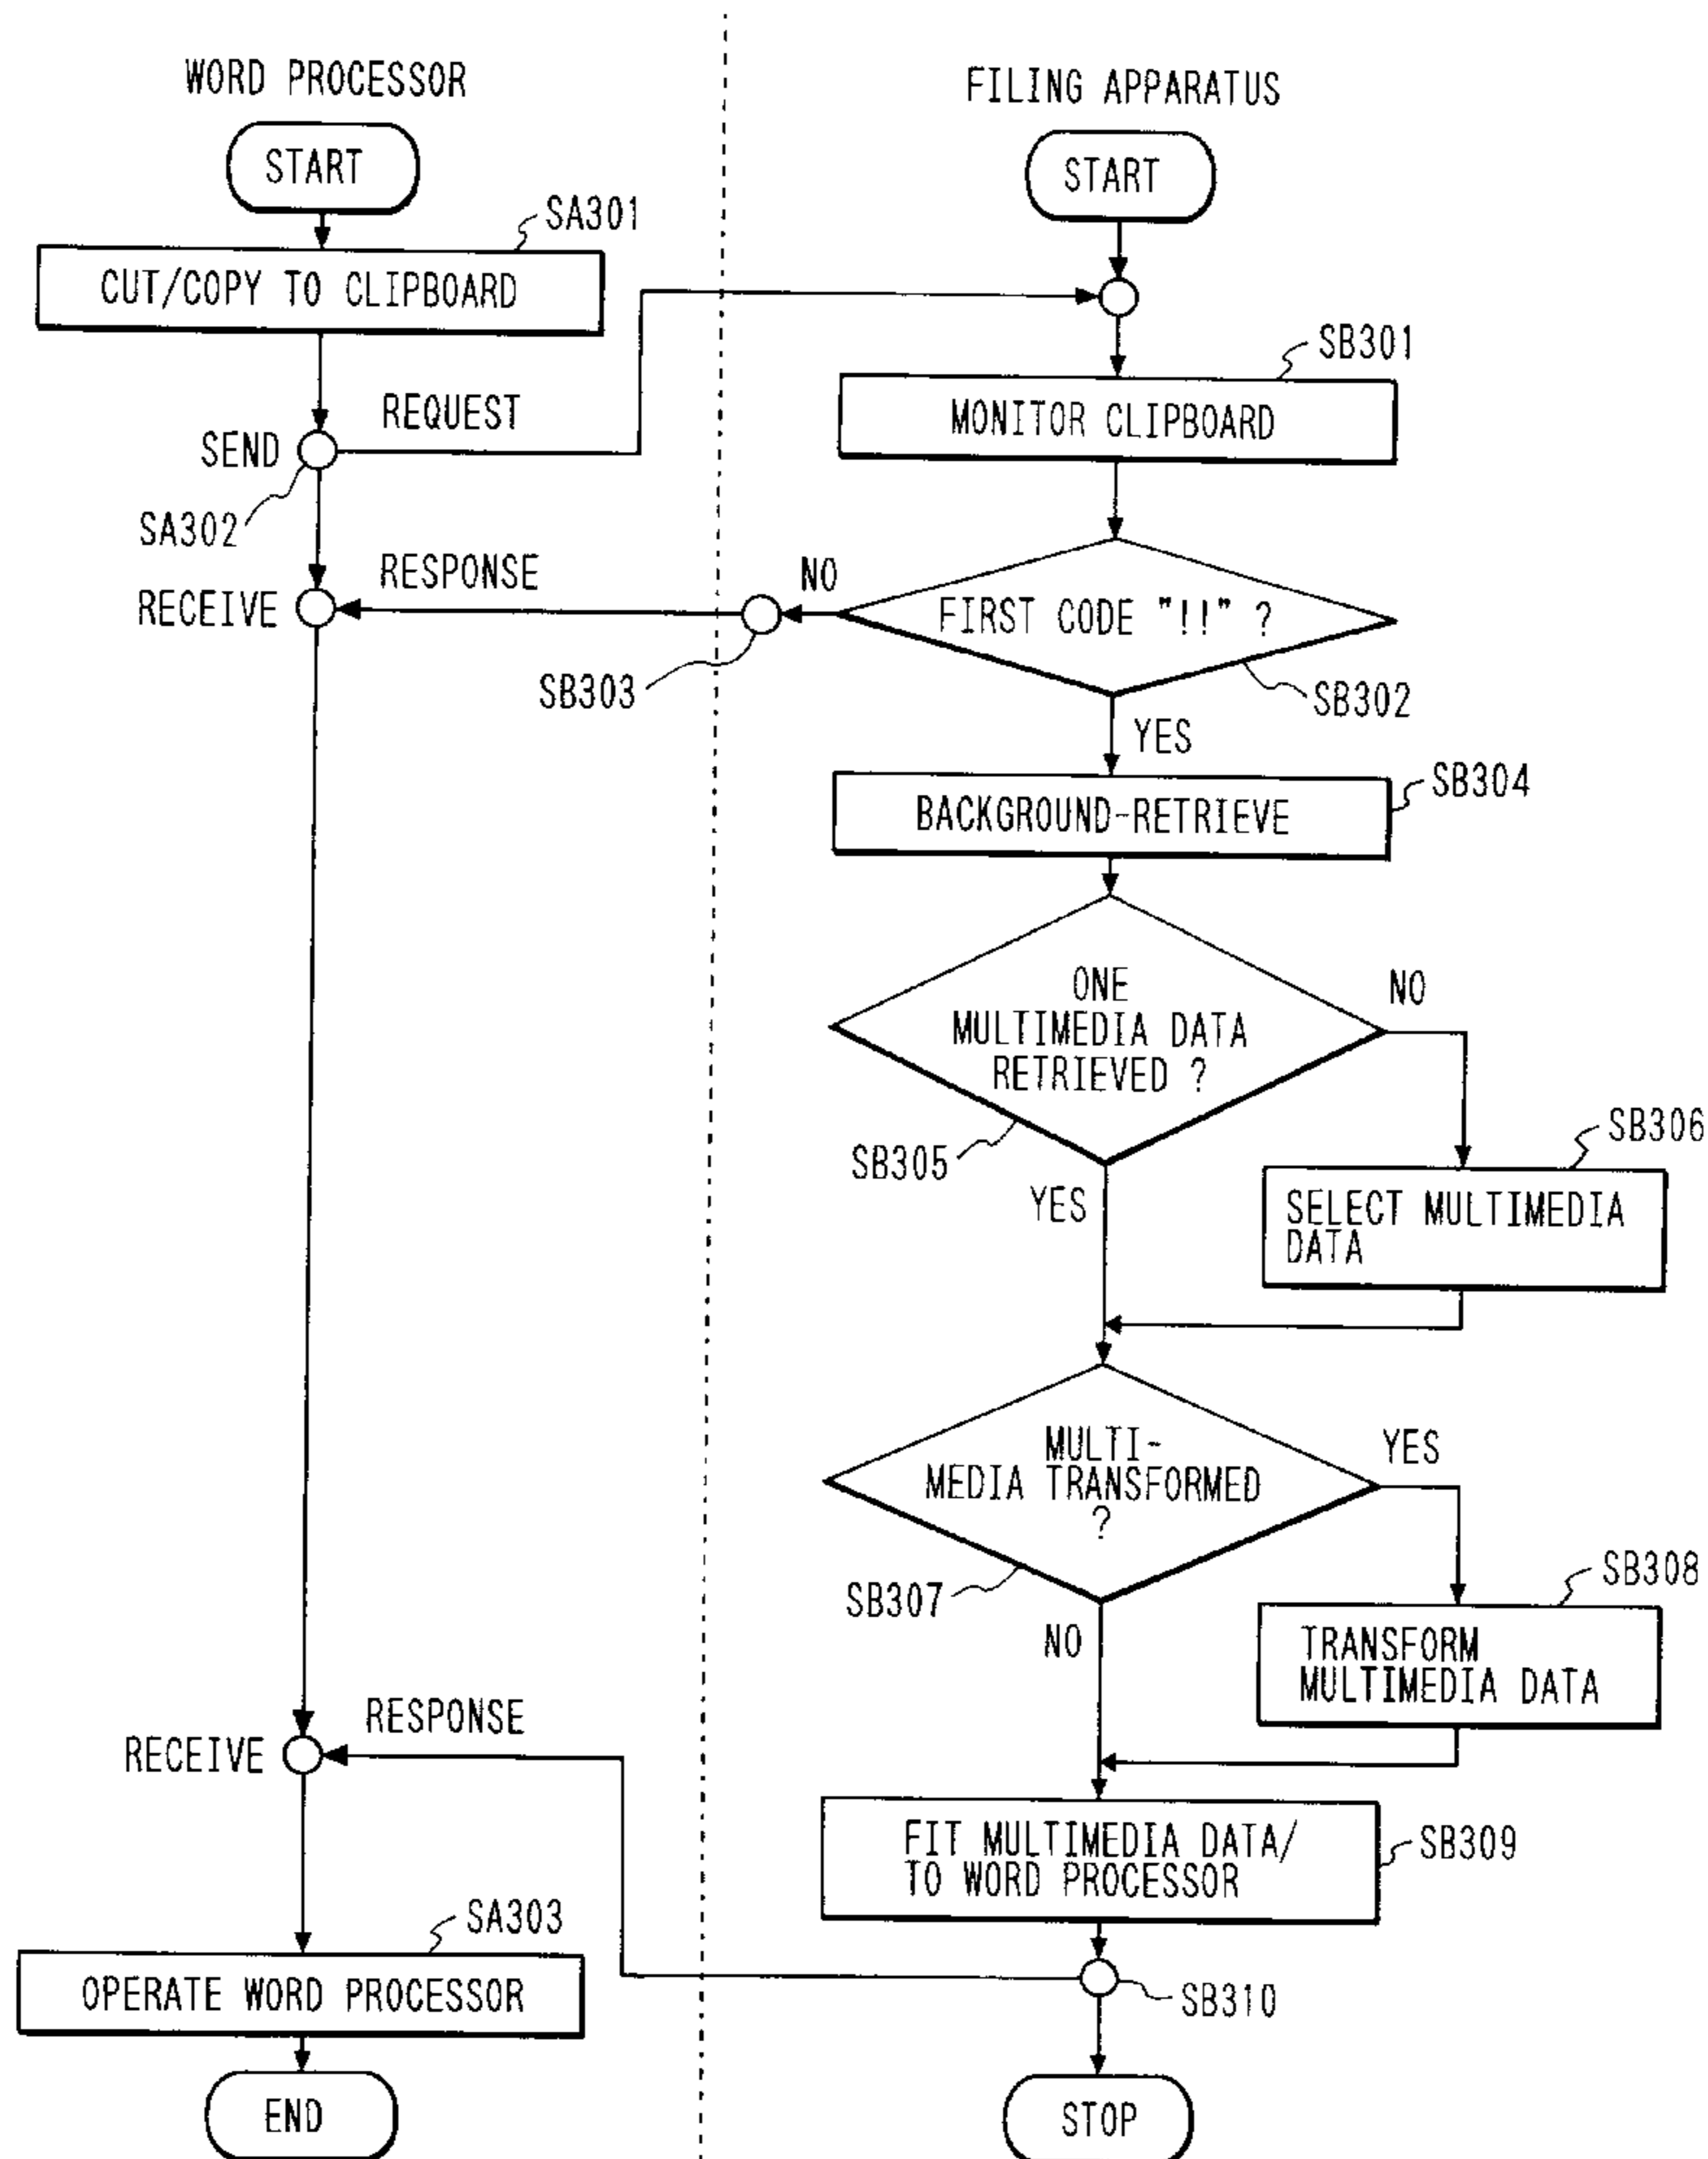 WORD PROCESSOR
START
SA301
CUT/COPY TO CLIPBOARD
REQUEST
SEND
SA302
RESPONSE
RECEIVE
RESPONSE
RECEIVE
SA303
OPERATE WORD PROCESSOR
END
FILING APPARATUS
START
SB301
MONITOR CLIPBOARD
NO
FIRST CODE "!!" ?
SB303
SB302
YES
SB304
BACKGROUND-RETRIEVE
ONE
MULTIMEDIA DATA
RETRIEVED ?
NO
SB305
YES
SB306
SELECT MULTIMEDIA
DATA
MULTI-
MEDIA TRANSFORMED
?
YES
SB307
NO
SB308
TRANSFORM
MULTIMEDIA DATA
FIT MULTIMEDIA DATA/
TO WORD PROCESSOR
SB309
SB310
STOP